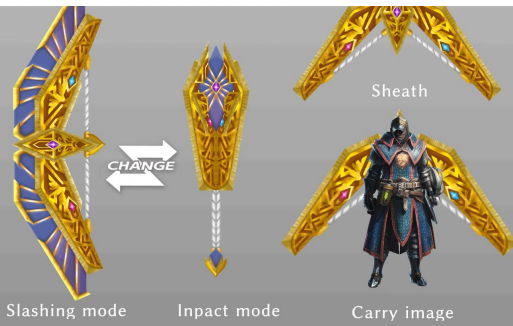 Sheath
CHANGE
Slashing mode
Inpact mode
Carry image